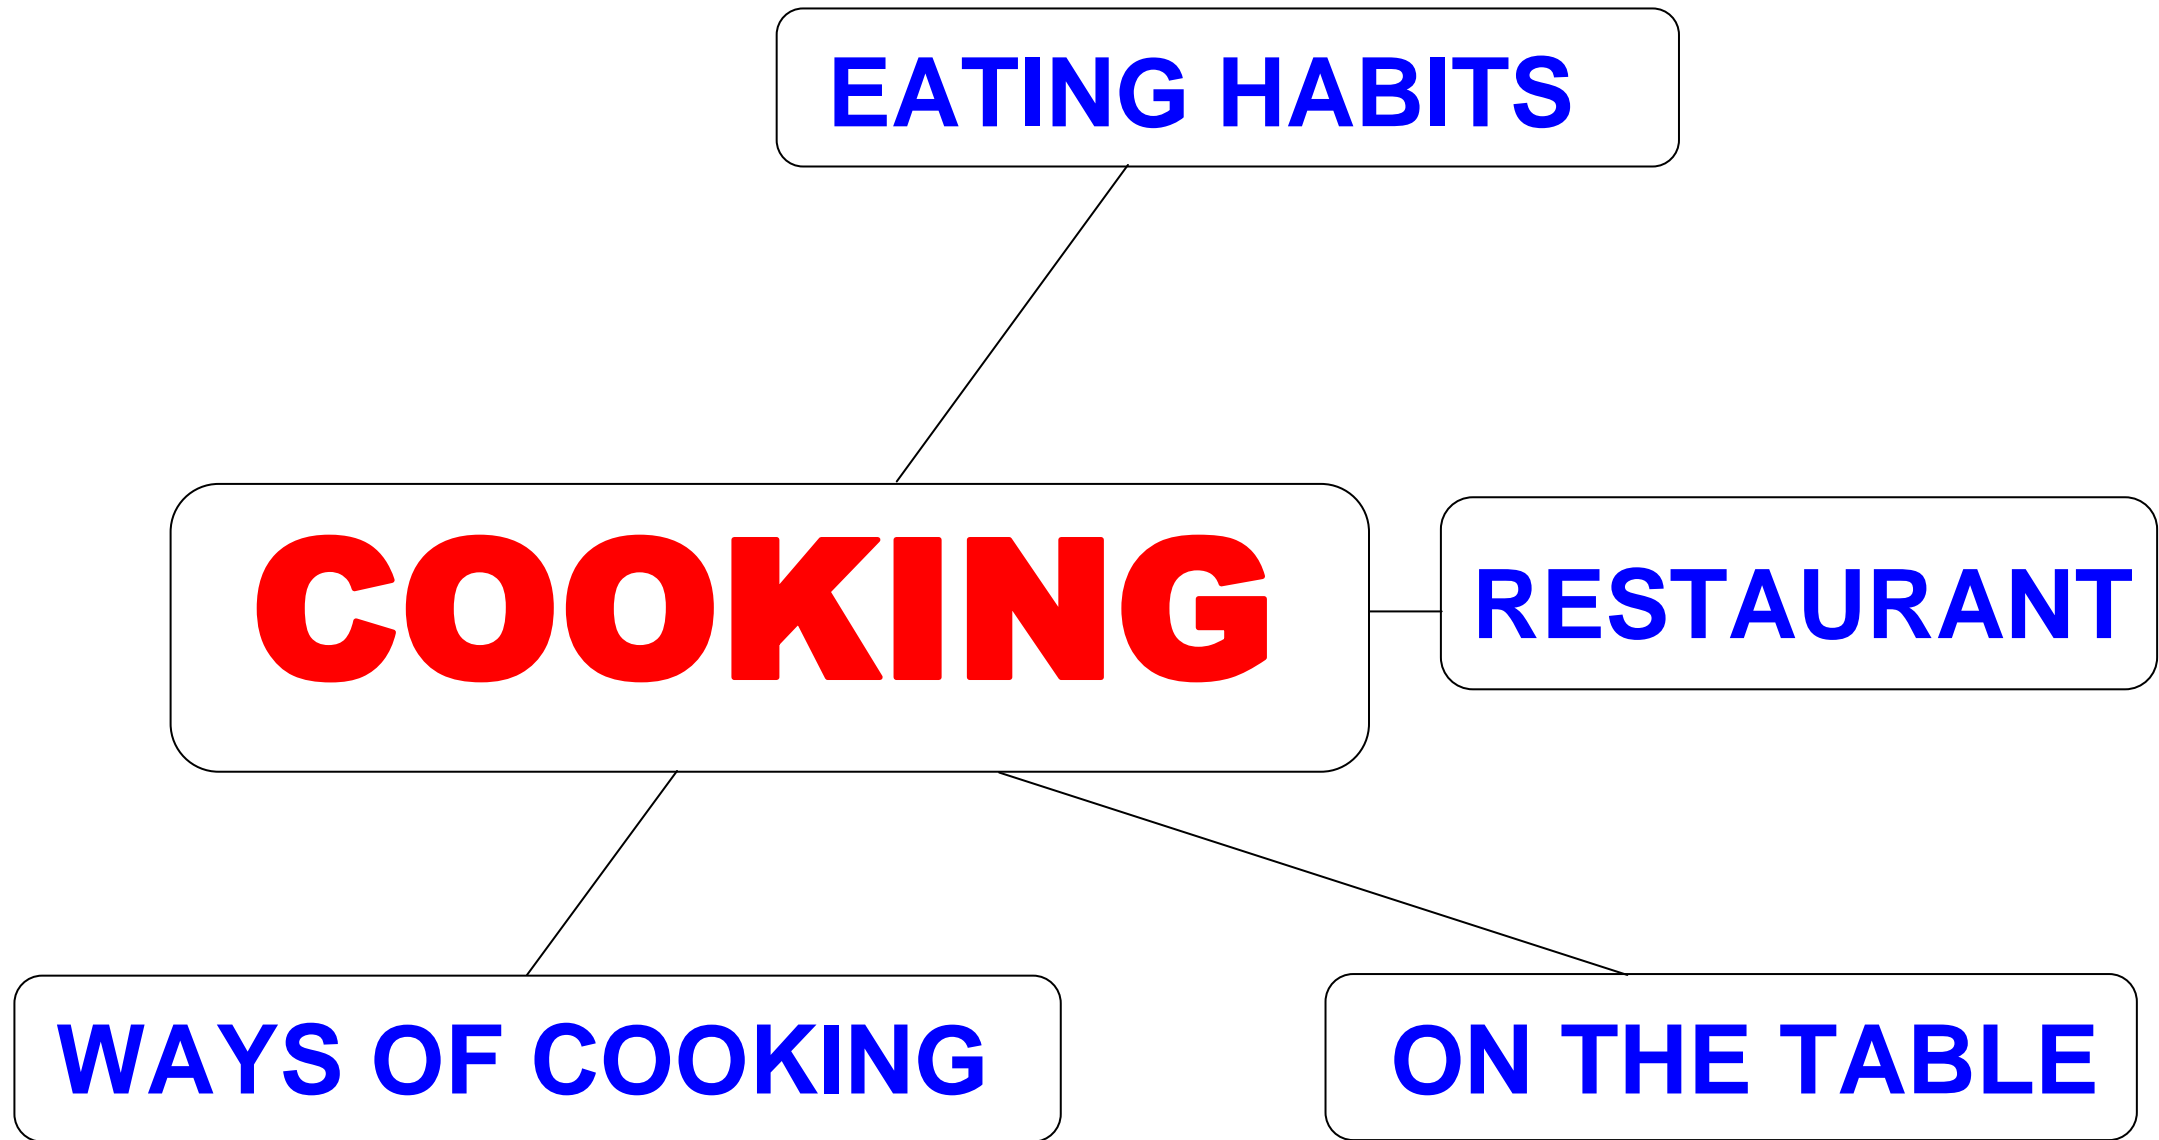 EATING HABITS
COOKING
RESTAURANT
WAYS OF COOKING
ON THE TABLE